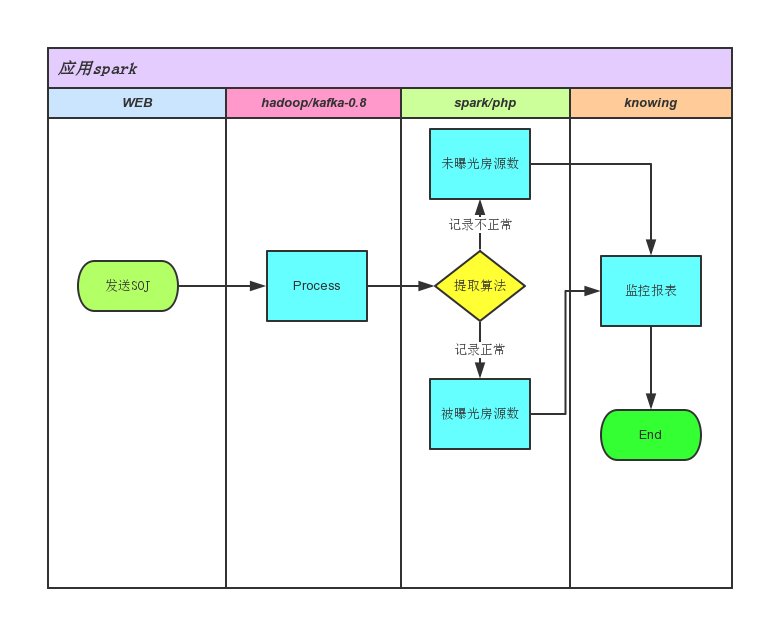 应用spark
WEB
hadoop/kafka-0.8
spark/php
knowing
未曝光房源数
记录不正常
发送SOJ
Process
提取算法
监控报表
记录正常
被曝光房源数
End